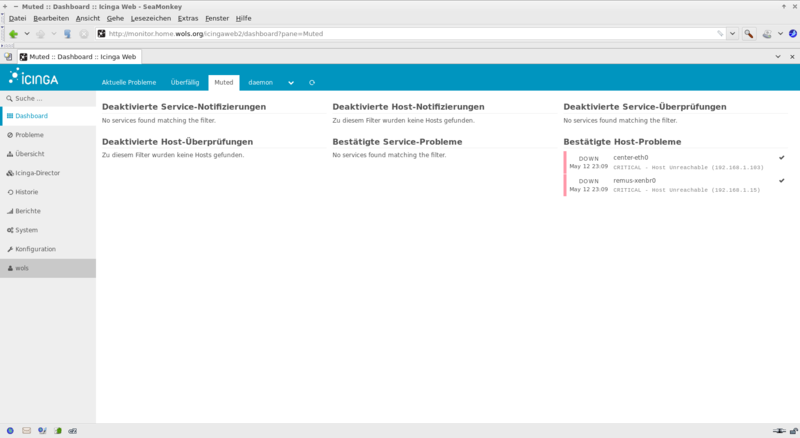 Muted :: Dashboard :: Icinga Web - SeaMonkey
Datei Bearbeiten Ansicht Gehe Lesezeichen Extras Fenster Hilfe
http://monitor.home.wols.org/icingaweb2/dashboard?pane=Muted
Muted :: Dashboard :: Icinga Web
ICINGA
Aktuelle Probleme Überfällig Muted daemon
Suche ...
Dashboard
Probleme
Übersicht
Icinga-Director
Historie
Berichte
System
Konfiguration
wols
Deaktivierte Service-Notifizierungen
No services found matching the filter.
Deaktivierte Host-Notifizierungen
Zu diesem Filter wurden keine Hosts gefunden.
Deaktivierte Service-Überprüfungen
No services found matching the filter.
Deaktivierte Host-Überprüfungen
Zu diesem Filter wurden keine Hosts gefunden.
Bestätigte Service-Probleme
No services found matching the filter.
Bestätigte Host-Probleme
DOWN center-eth0
May 12 23:09 CRITICAL - Host Unreachable (192.168.1.103)
DOWN remus-xenbr0
May 12 23:09 CRITICAL - Host Unreachable (192.168.1.15)